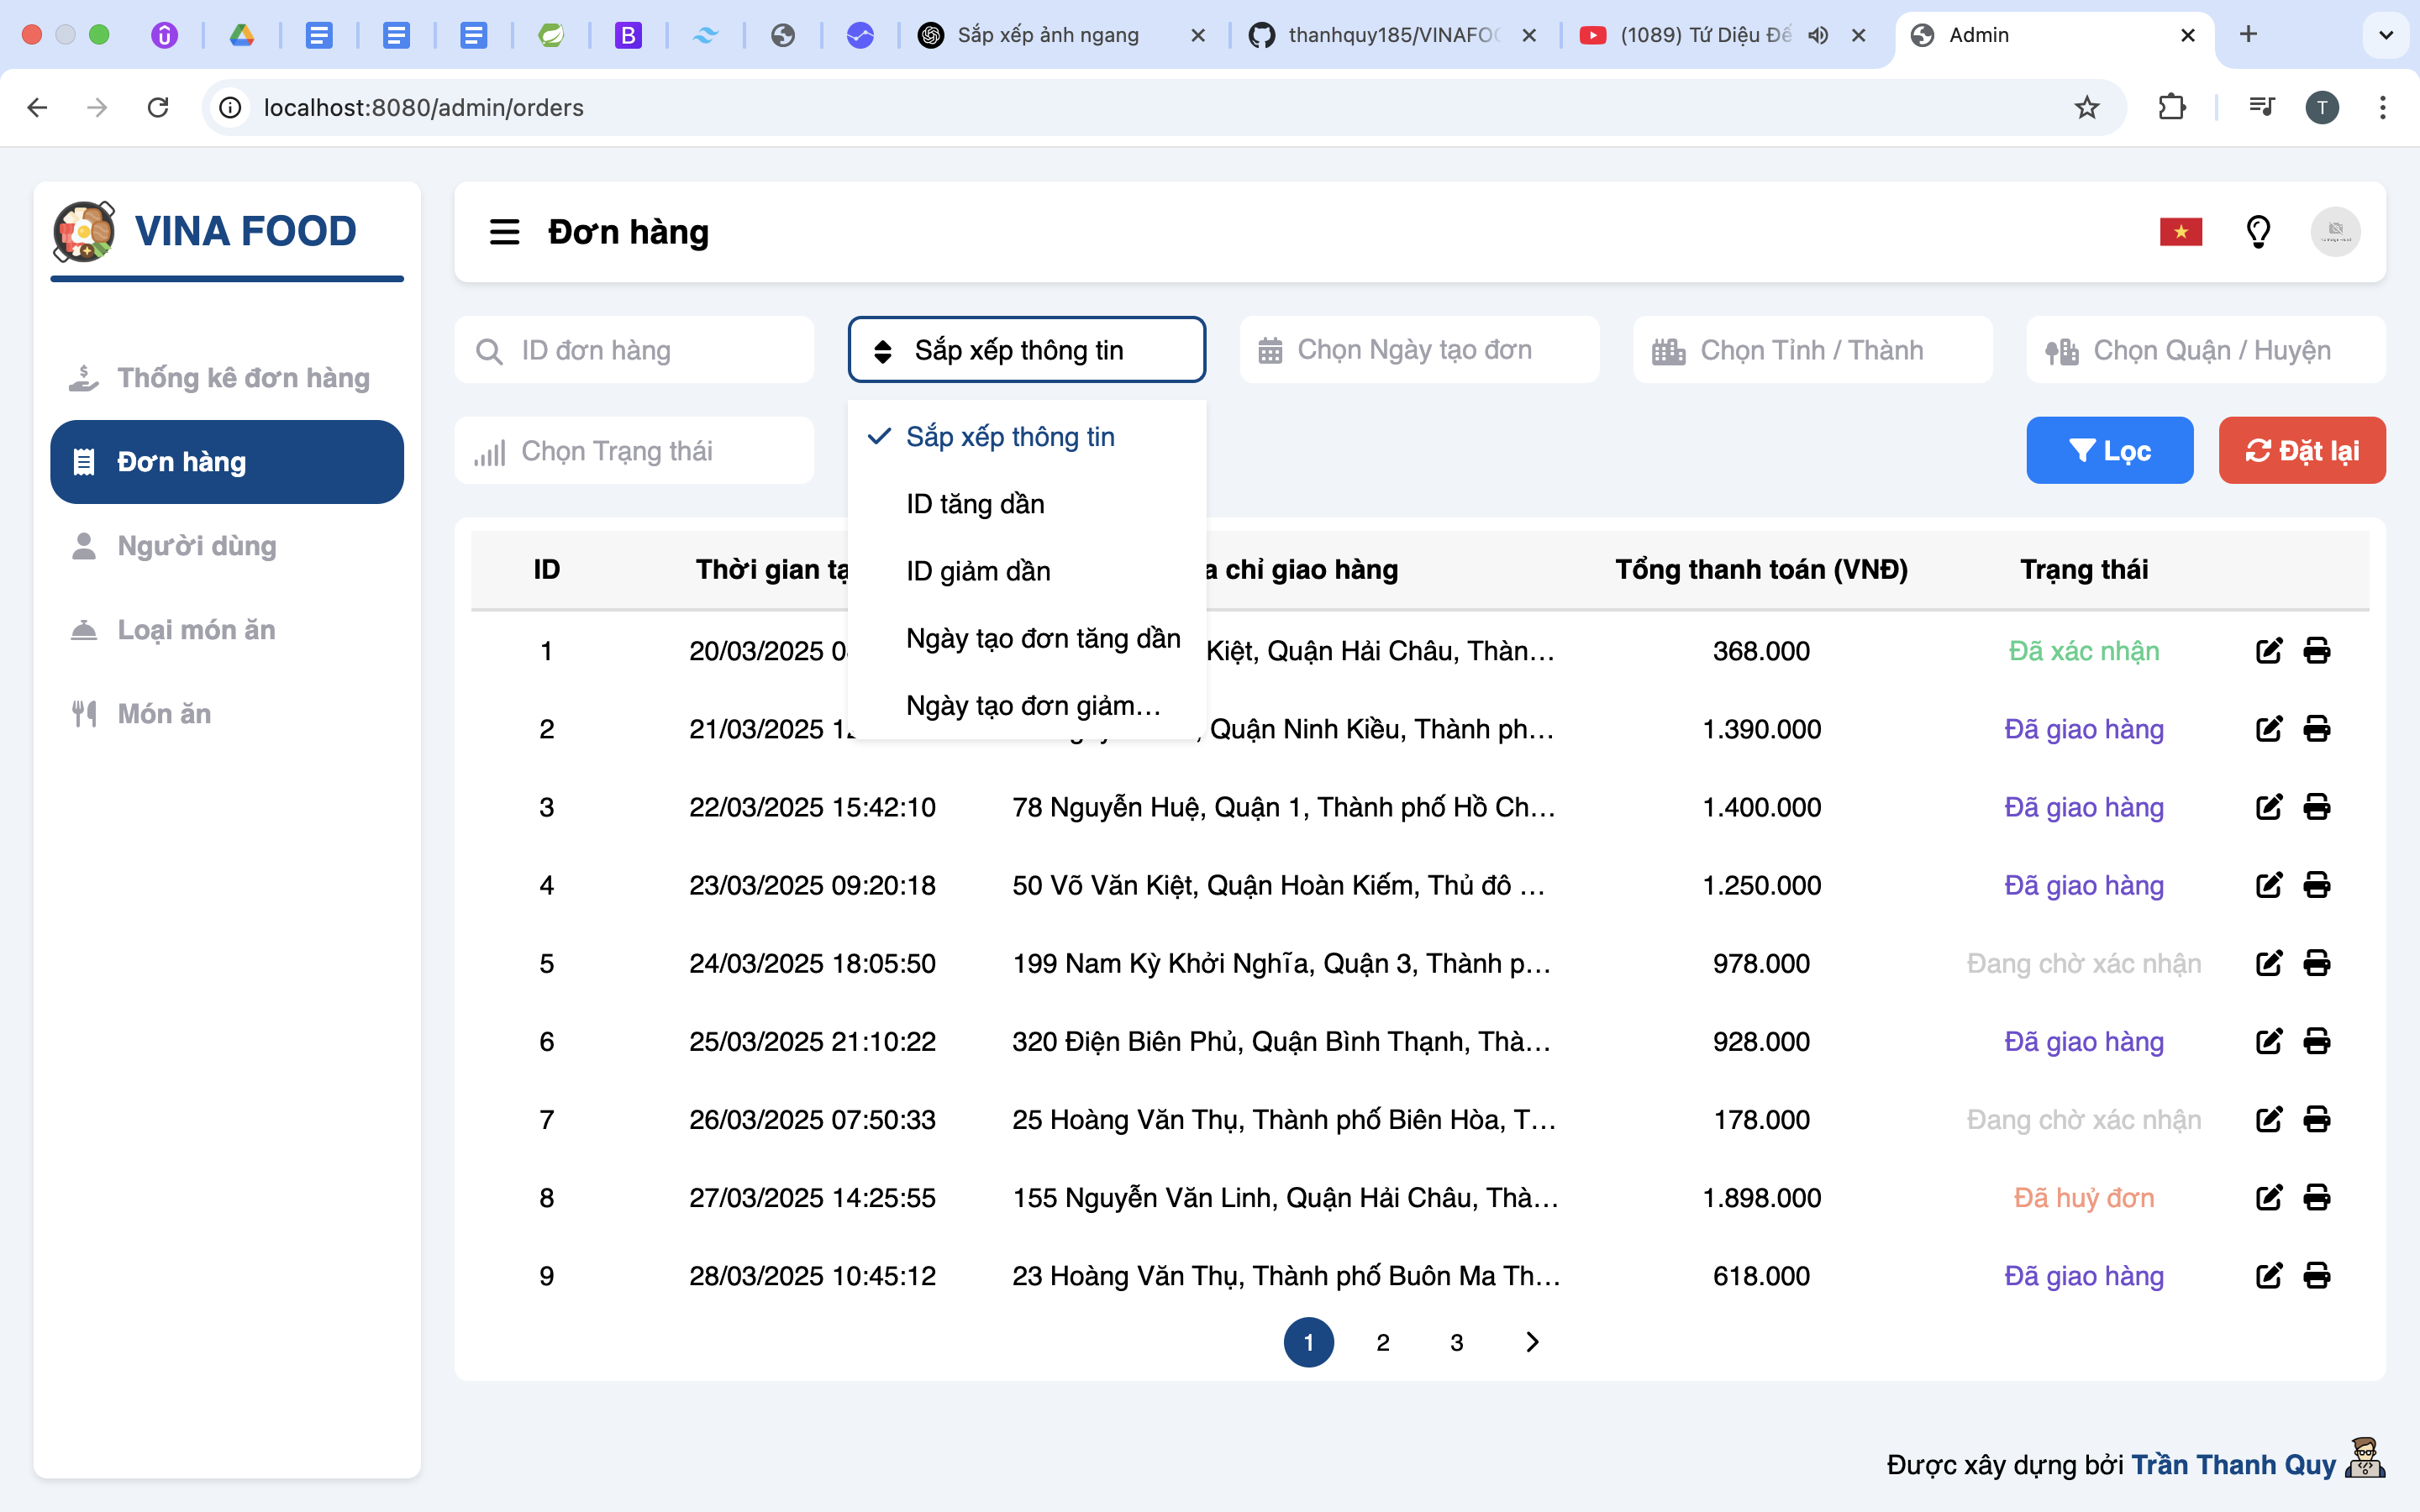 Sắp xếp ảnh ngang
thanhquy185/VINAFOO
(1089) Tứ Diệu Đế
Admin
localhost:8080/admin/orders
T
VINA FOOD
Đơn hàng
ID đơn hàng
Sắp xếp thông tin
Chọn Ngày tạo đơn
Chọn Tỉnh / Thành
Chọn Quận / Huyện
Chọn Trạng thái
Lọc
Đặt lại
Sắp xếp thông tin
ID tăng dần
ID giảm dần
Ngày tạo đơn tăng dần
Ngày tạo đơn giảm...
Thống kê đơn hàng
Đơn hàng
Người dùng
Loại món ăn
Món ăn
ID Thời gian tạ a chỉ giao hàng Tổng thanh toán (VNĐ) Trạng thái
1 20/03/2025 0 Kiệt, Quận Hải Châu, Thàn... 368.000 Đã xác nhận
2 21/03/2025 12 , Quận Ninh Kiều, Thành ph... 1.390.000 Đã giao hàng
3 22/03/2025 15:42:10 78 Nguyễn Huệ, Quận 1, Thành phố Hồ Ch... 1.400.000 Đã giao hàng
4 23/03/2025 09:20:18 50 Võ Văn Kiệt, Quận Hoàn Kiếm, Thủ đô ... 1.250.000 Đã giao hàng
5 24/03/2025 18:05:50 199 Nam Kỳ Khởi Nghĩa, Quận 3, Thành p... 978.000 Đang chờ xác nhận
6 25/03/2025 21:10:22 320 Điện Biên Phủ, Quận Bình Thạnh, Thà... 928.000 Đã giao hàng
7 26/03/2025 07:50:33 25 Hoàng Văn Thụ, Thành phố Biên Hòa, T... 178.000 Đang chờ xác nhận
8 27/03/2025 14:25:55 155 Nguyễn Văn Linh, Quận Hải Châu, Thà... 1.898.000 Đã huỷ đơn
9 28/03/2025 10:45:12 23 Hoàng Văn Thụ, Thành phố Buôn Ma Th... 618.000 Đã giao hàng
1 2 3
Được xây dựng bởi Trần Thanh Quy